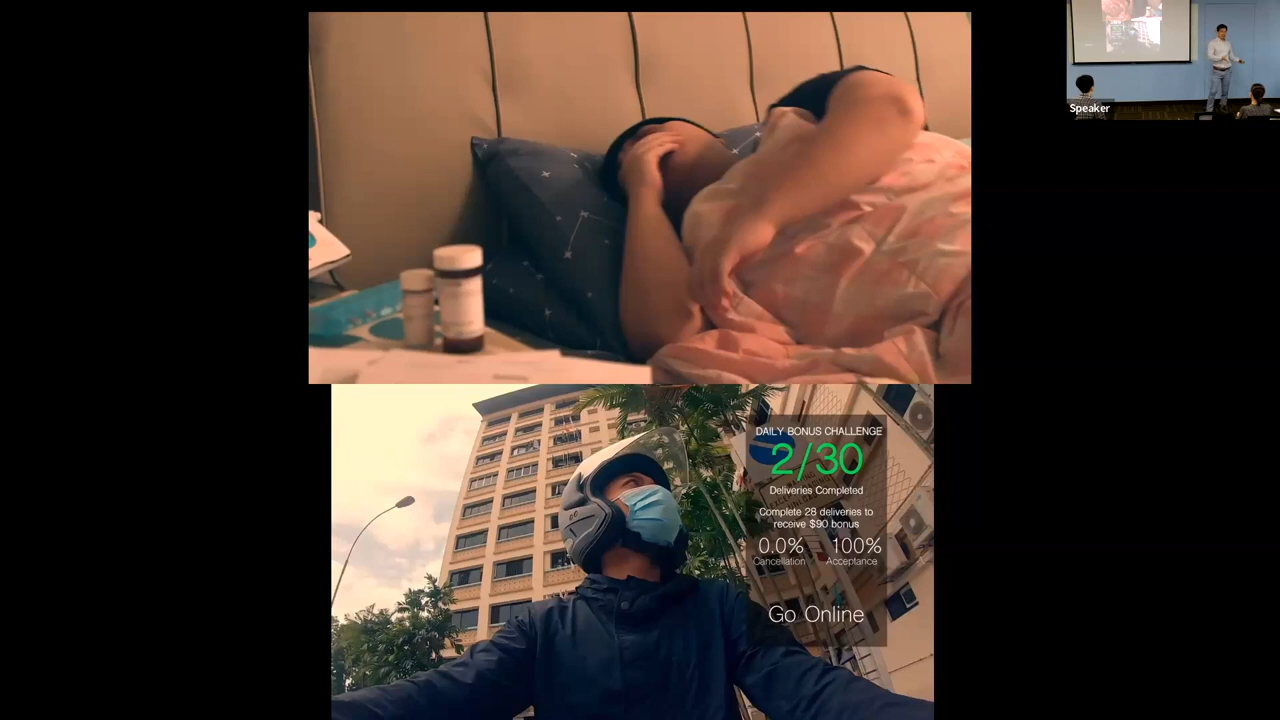 Speaker
DAILY BONUS CHALLENGE
2/30
Deliveries Completed
Complete 28 deliveries to
receive $90 bonus
0.0% 100%
Cancellation Acceptance
Go Online